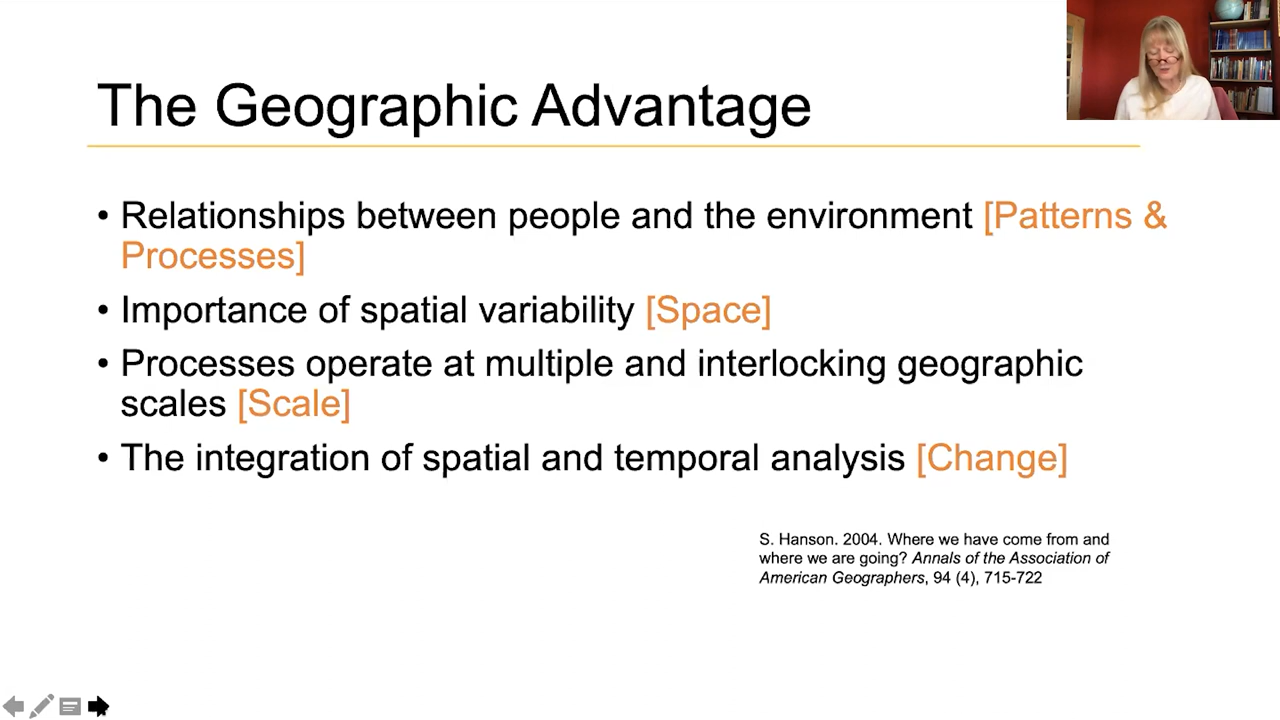 The Geographic Advantage
• Relationships between people and the environment [Patterns &
Processes]
• Importance of spatial variability [Space]
• Processes operate at multiple and interlocking geographic
scales [Scale]
• The integration of spatial and temporal analysis [Change]
S. Hanson. 2004. Where we have come from and
where we are going? Annals of the Association of
American Geographers, 94 (4), 715-722